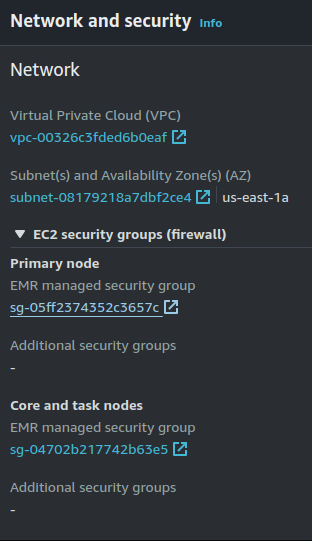 Network and security Info
Network
Virtual Private Cloud (VPC)
vpc-00326c3fded6b0eaf
Subnet(s) and Availability Zone(s) (AZ)
subnet-08179218a7dbf2ce4 us-east-1a
EC2 security groups (firewall)
Primary node
EMR managed security group
sg-05ff2374352c3657c
Additional security groups
-
Core and task nodes
EMR managed security group
sg-04702b217742b63e5
Additional security groups
-